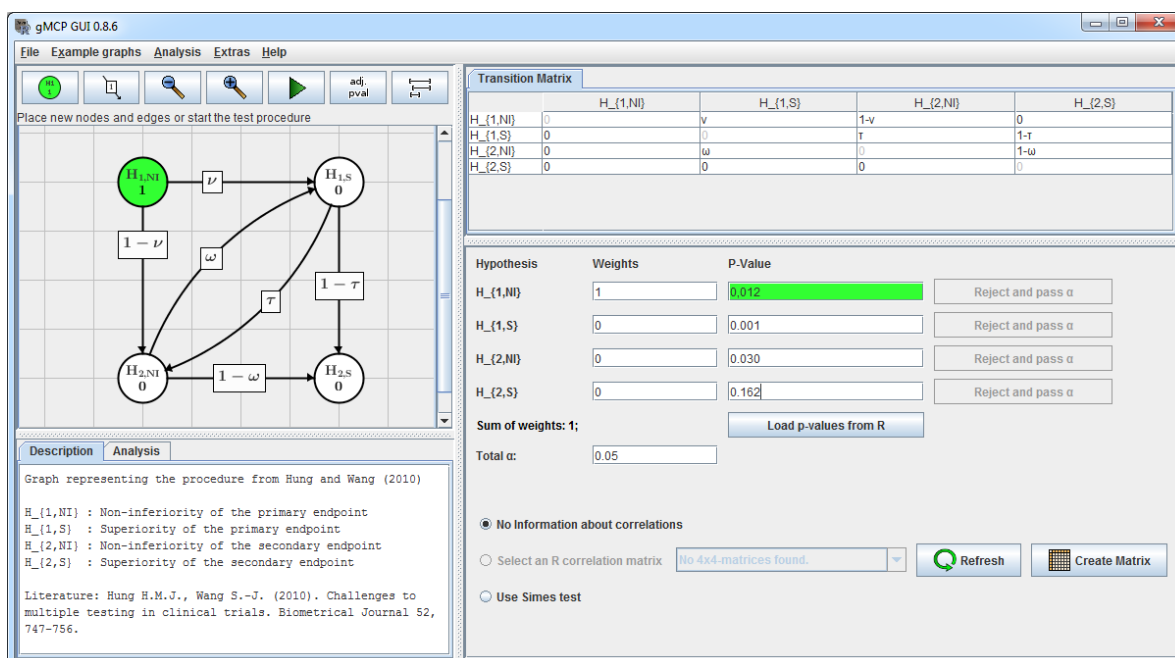 gMCP GUI 0.8.6
File Example graphs Analysis Extras Help
H1
1
1
adj.
pval
Place new nodes and edges or start the test procedure
H1,NI
1
ν
H1,S
0
1 − ν
ω
τ
1 − τ
H2,NI
0
1 − ω
H2,S
0
Description Analysis
Graph representing the procedure from Hung and Wang (2010)
H_{1,NI} : Non-inferiority of the primary endpoint
H_{1,S} : Superiority of the primary endpoint
H_{2,NI} : Non-inferiority of the secondary endpoint
H_{2,S} : Superiority of the secondary endpoint
Literature: Hung H.M.J., Wang S.-J. (2010). Challenges to
multiple testing in clinical trials. Biometrical Journal 52,
747-756.
Transition Matrix
H_{1,NI} H_{1,S} H_{2,NI} H_{2,S}
H_{1,NI} 0 ν 1-ν 0
H_{1,S} 0 0 τ 1-τ
H_{2,NI} 0 ω 0 1-ω
H_{2,S} 0 0 0 0
Hypothesis Weights P-Value
H_{1,NI} 1 0,012 Reject and pass α
H_{1,S} 0 0.001 Reject and pass α
H_{2,NI} 0 0.030 Reject and pass α
H_{2,S} 0 0.162 Reject and pass α
Sum of weights: 1; Load p-values from R
Total α: 0.05
No Information about correlations
Select an R correlation matrix No 4x4-matrices found. Refresh Create Matrix
Use Simes test